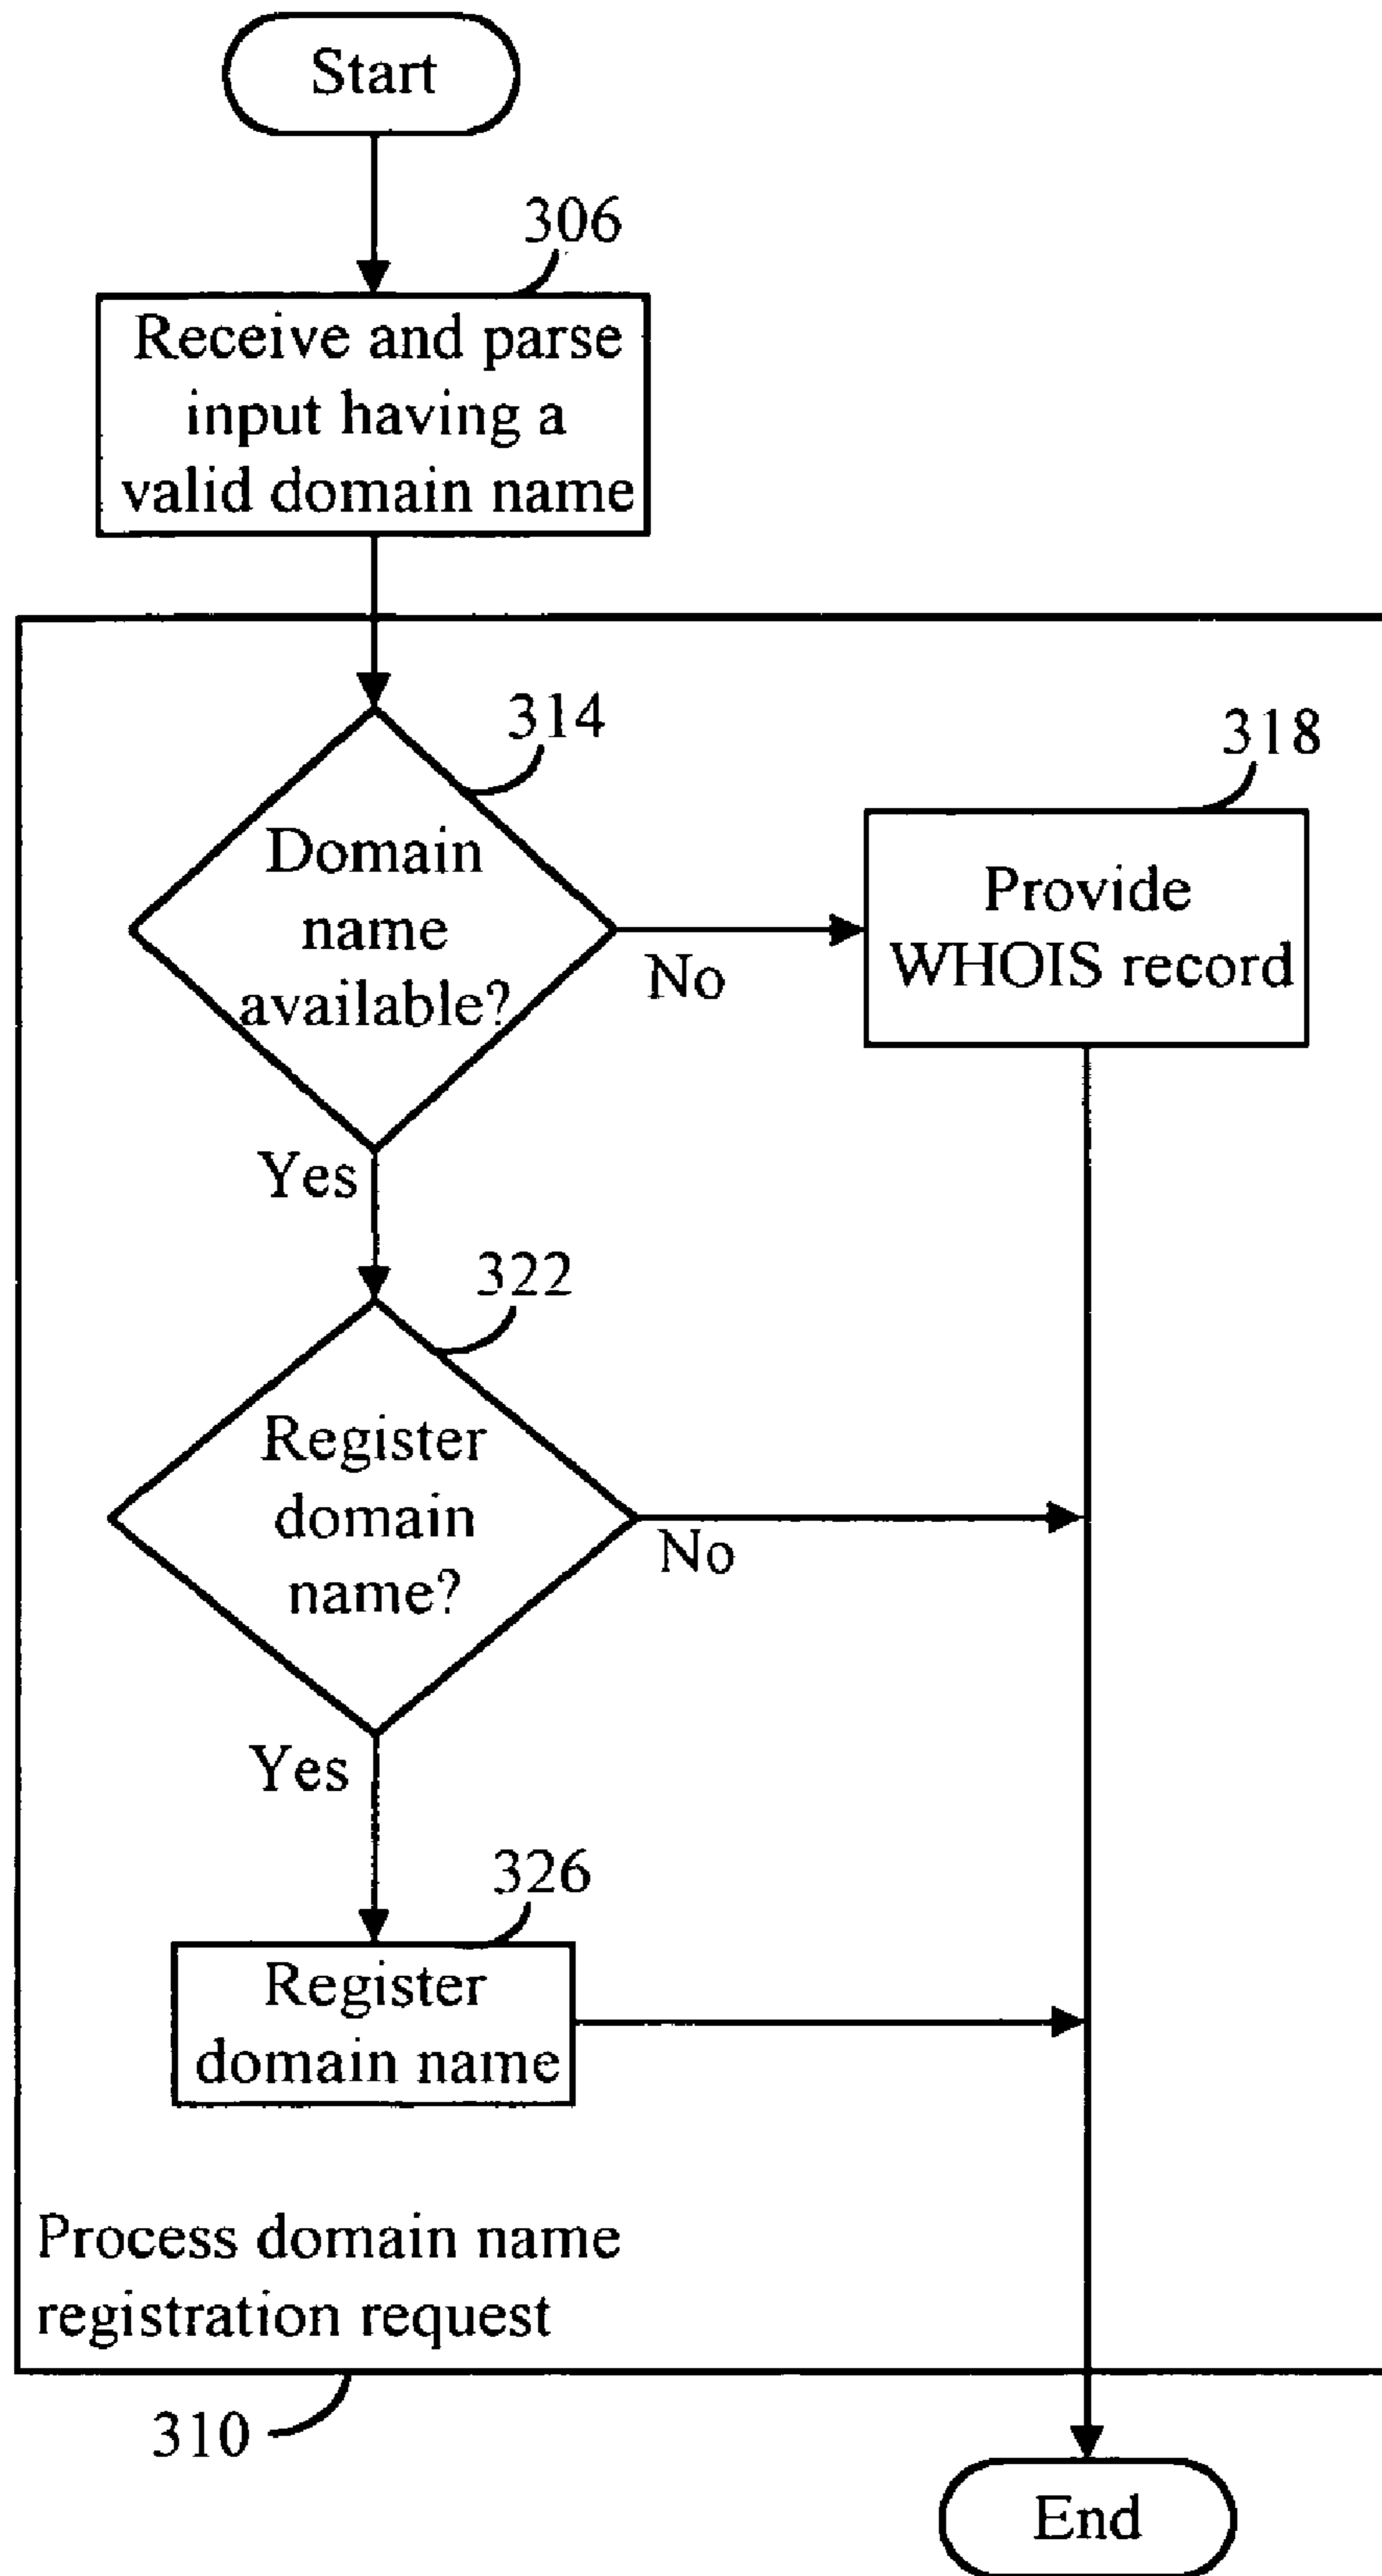 Start
306
Receive and parse
input having a
valid domain name
314
Domain
name
available?
No
318
Provide
WHOIS record
Yes
322
Register
domain
name?
No
Yes
326
Register
domain name
Process domain name
registration request
310
End